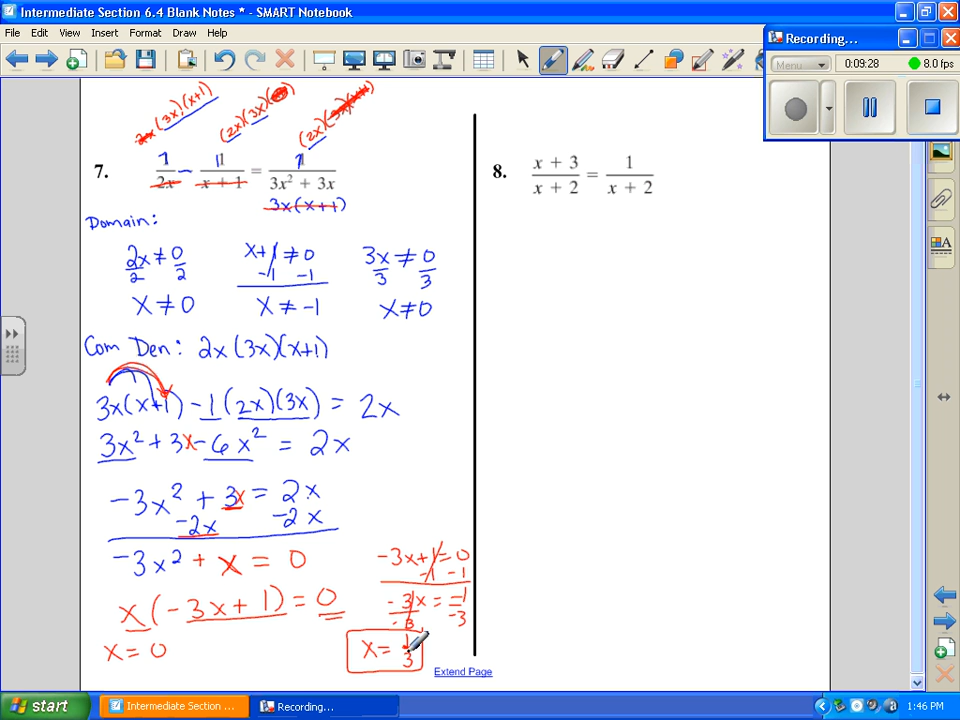 Intermediate Section 6.4 Blank Notes * - SMART Notebook
File Edit View Insert Format Draw Help
Recording...
Menu
0:09:28
8.0 fps
(3x)(x+1)
(2x)(3x)
(2x)
7. 1/2x − 1/(x + 1) = 1/(3x² + 3x)
3x(x+1)
Domain:
2x ≠ 0 x+1 ≠ 0 3x ≠ 0
2 2 -1 -1 3 3
x ≠ 0 x ≠ -1 x ≠ 0
Com Den: 2x(3x)(x+1)
3x(x+1) - 1(2x)(3x) = 2x
3x² + 3x - 6x² = 2x
-3x² + 3x = 2x
-2x -2x
-3x² + x = 0
x(-3x + 1) = 0
x = 0
-3x+1 = 0
-1 -1
-3x = -1
-3 -3
x = 1/3
8. (x + 3)/(x + 2) = 1/(x + 2)
Extend Page
start
Intermediate Section ...
Recording...
1:46 PM